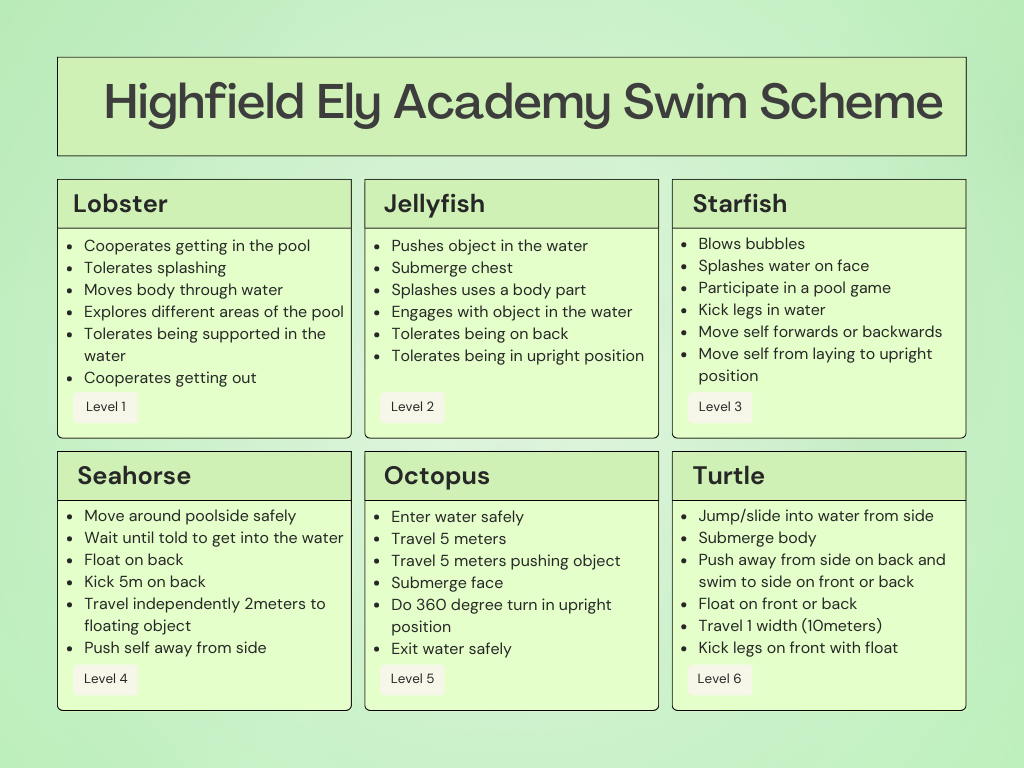 Highfield Ely Academy Swim Scheme
Lobster
• Cooperates getting in the pool
• Tolerates splashing
• Moves body through water
• Explores different areas of the pool
• Tolerates being supported in the
water
• Cooperates getting out
Level 1
Jellyfish
• Pushes object in the water
• Submerge chest
• Splashes uses a body part
• Engages with object in the water
• Tolerates being on back
• Tolerates being in upright position
Level 2
Starfish
• Blows bubbles
• Splashes water on face
• Participate in a pool game
• Kick legs in water
• Move self forwards or backwards
• Move self from laying to upright
position
Level 3
Seahorse
• Move around poolside safely
• Wait until told to get into the water
• Float on back
• Kick 5m on back
• Travel independently 2meters to
floating object
• Push self away from side
Level 4
Octopus
• Enter water safely
• Travel 5 meters
• Travel 5 meters pushing object
• Submerge face
• Do 360 degree turn in upright
position
• Exit water safely
Level 5
Turtle
• Jump/slide into water from side
• Submerge body
• Push away from side on back and
swim to side on front or back
• Float on front or back
• Travel 1 width (10meters)
• Kick legs on front with float
Level 6